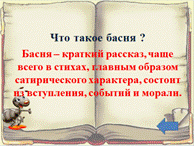 Что такое басня ?
Басня – краткий рассказ, чаще
всего в стихах, главным образом
сатирического характера, состоит
из вступления, событий и морали.